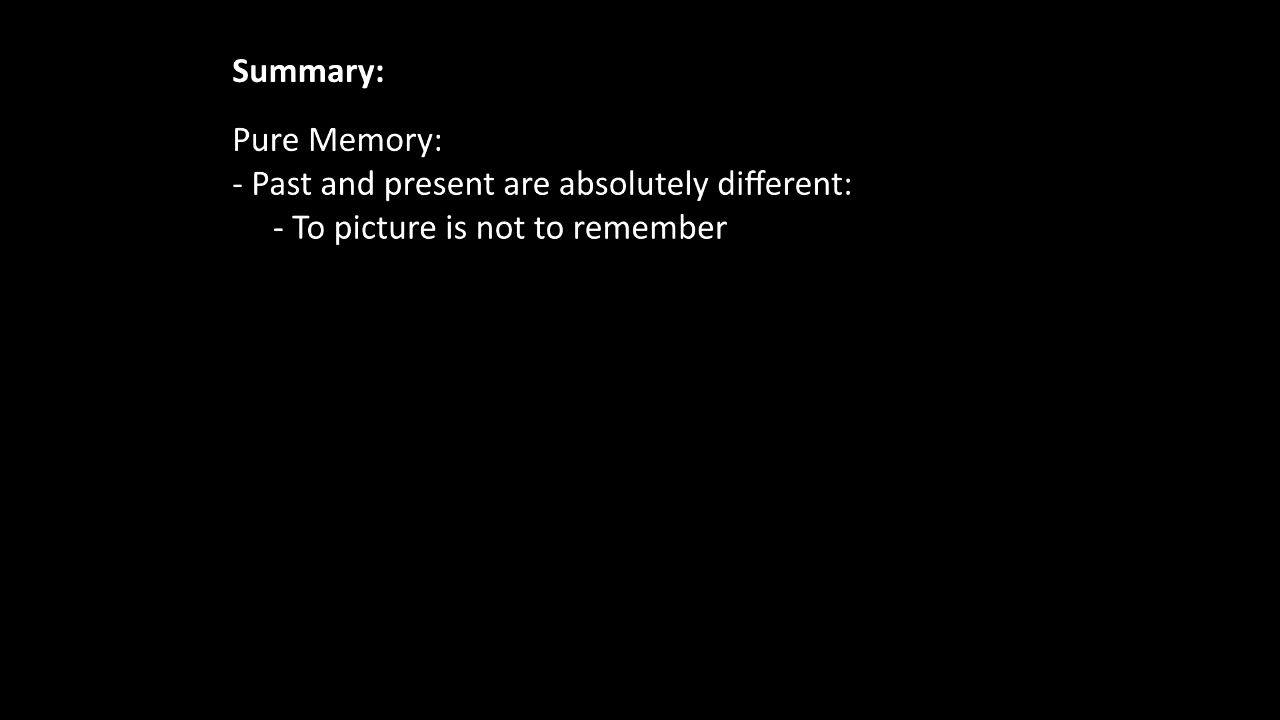 Summary:
Pure Memory:
- Past and present are absolutely different:
- To picture is not to remember